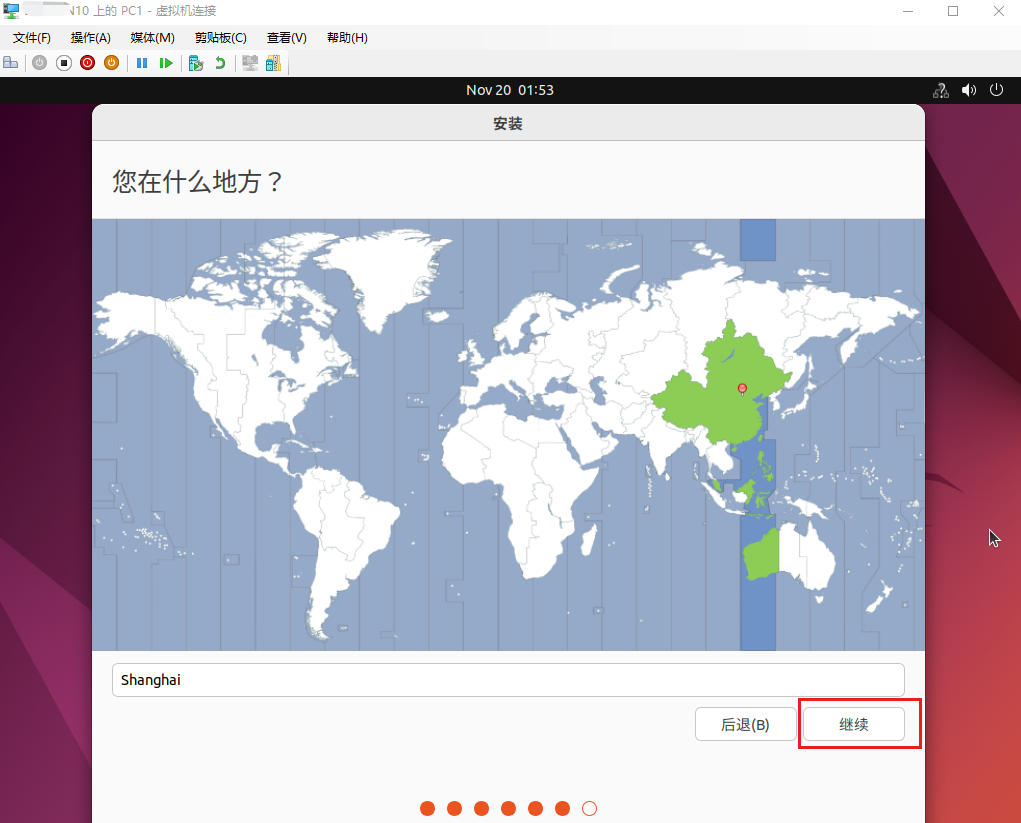 N10 上的 PC1 - 虚拟机连接
文件(F) 操作(A) 媒体(M) 剪贴板(C) 查看(V) 帮助(H)
Nov 20 01:53
安装
您在什么地方？
Shanghai
后退(B) 继续